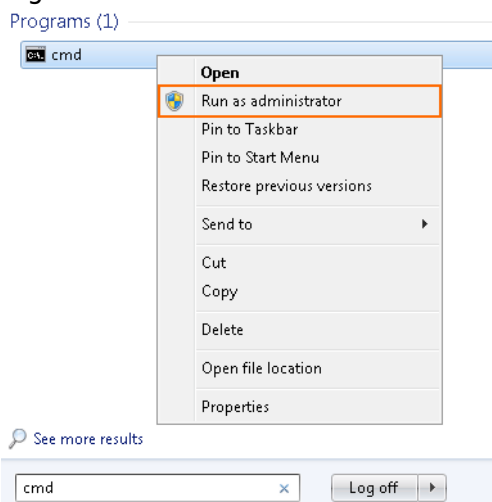 Programs (1)
cmd
Open
Run as administrator
Pin to Taskbar
Pin to Start Menu
Restore previous versions
Send to
Cut
Copy
Delete
Open file location
Properties
See more results
cmd
Log off